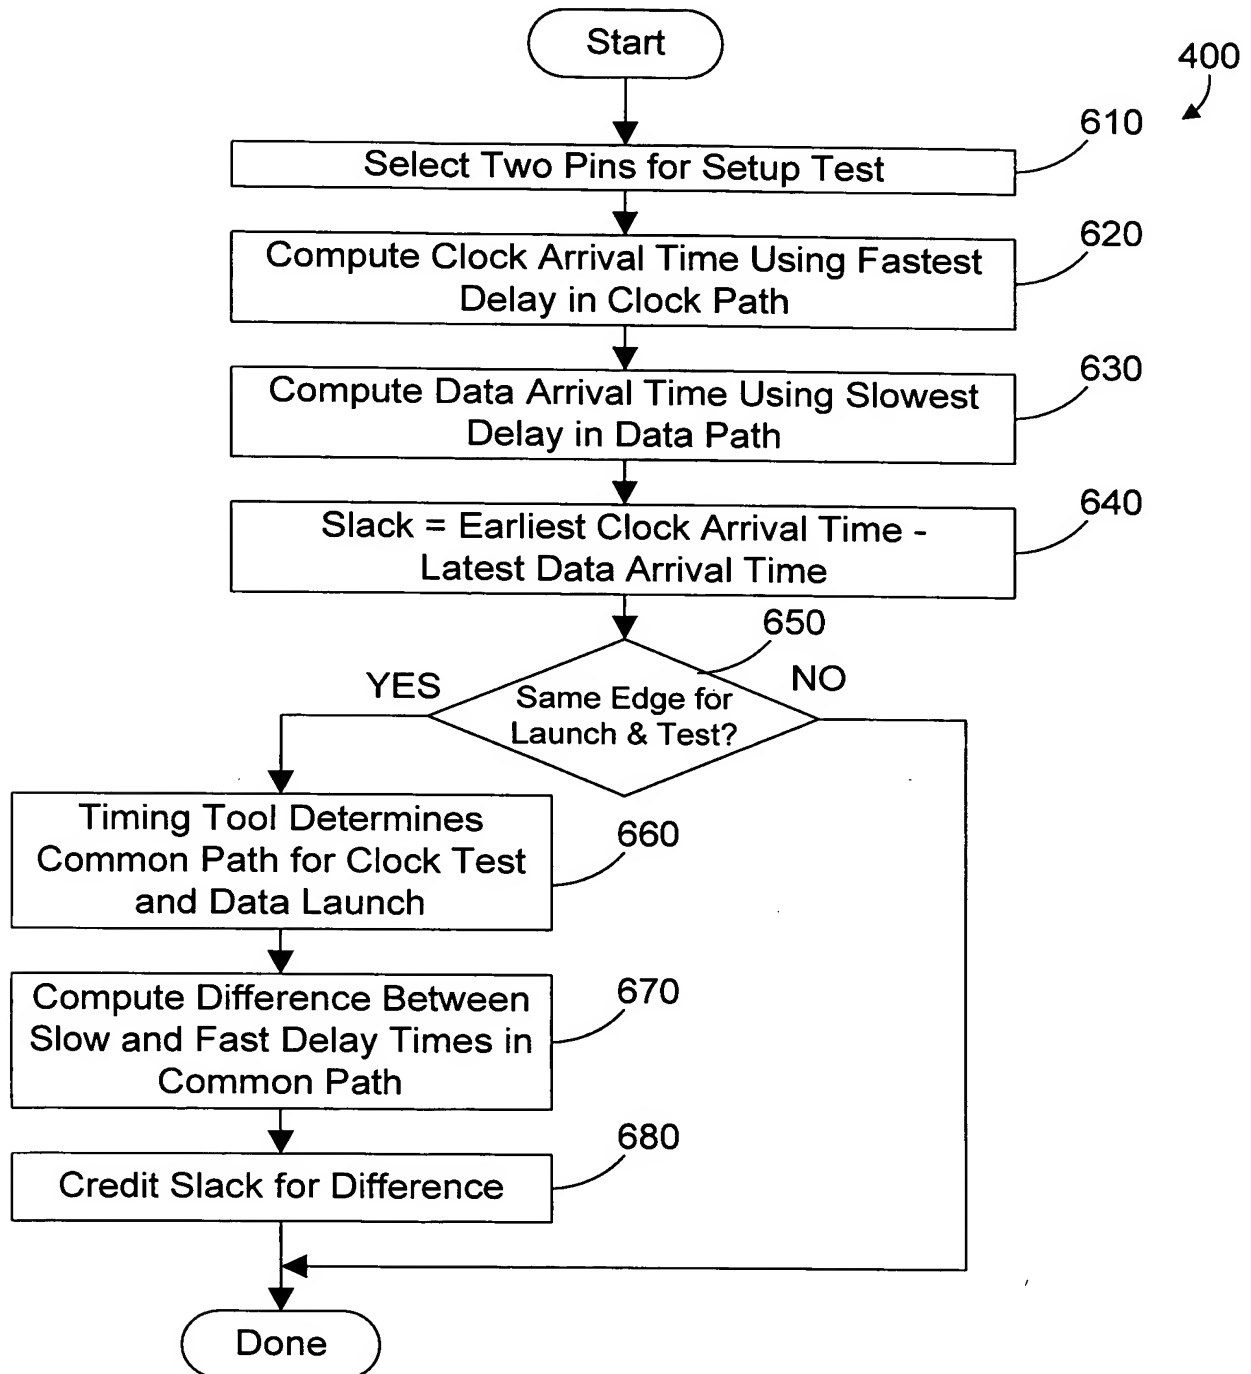 Start
400
610
Select Two Pins for Setup Test
620
Compute Clock Arrival Time Using Fastest
Delay in Clock Path
630
Compute Data Arrival Time Using Slowest
Delay in Data Path
640
Slack = Earliest Clock Arrival Time -
Latest Data Arrival Time
650
YES
NO
Same Edge for
Launch & Test?
Timing Tool Determines
Common Path for Clock Test
and Data Launch
660
Compute Difference Between
Slow and Fast Delay Times in
Common Path
670
680
Credit Slack for Difference
Done